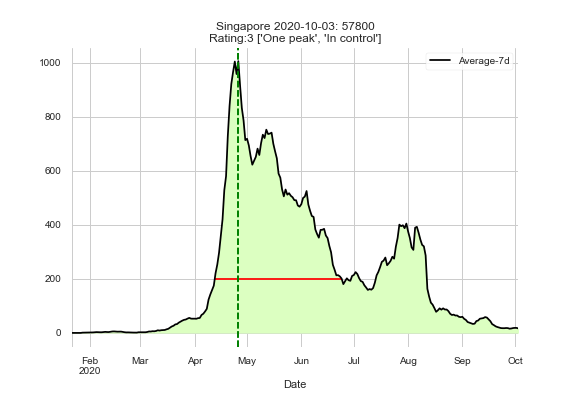 Singapore 2020-10-03: 57800
Rating:3 ['One peak', 'In control']
Average-7d
1000
800
600
400
200
0
Feb Mar Apr May Jun Jul Aug Sep Oct
2020
Date